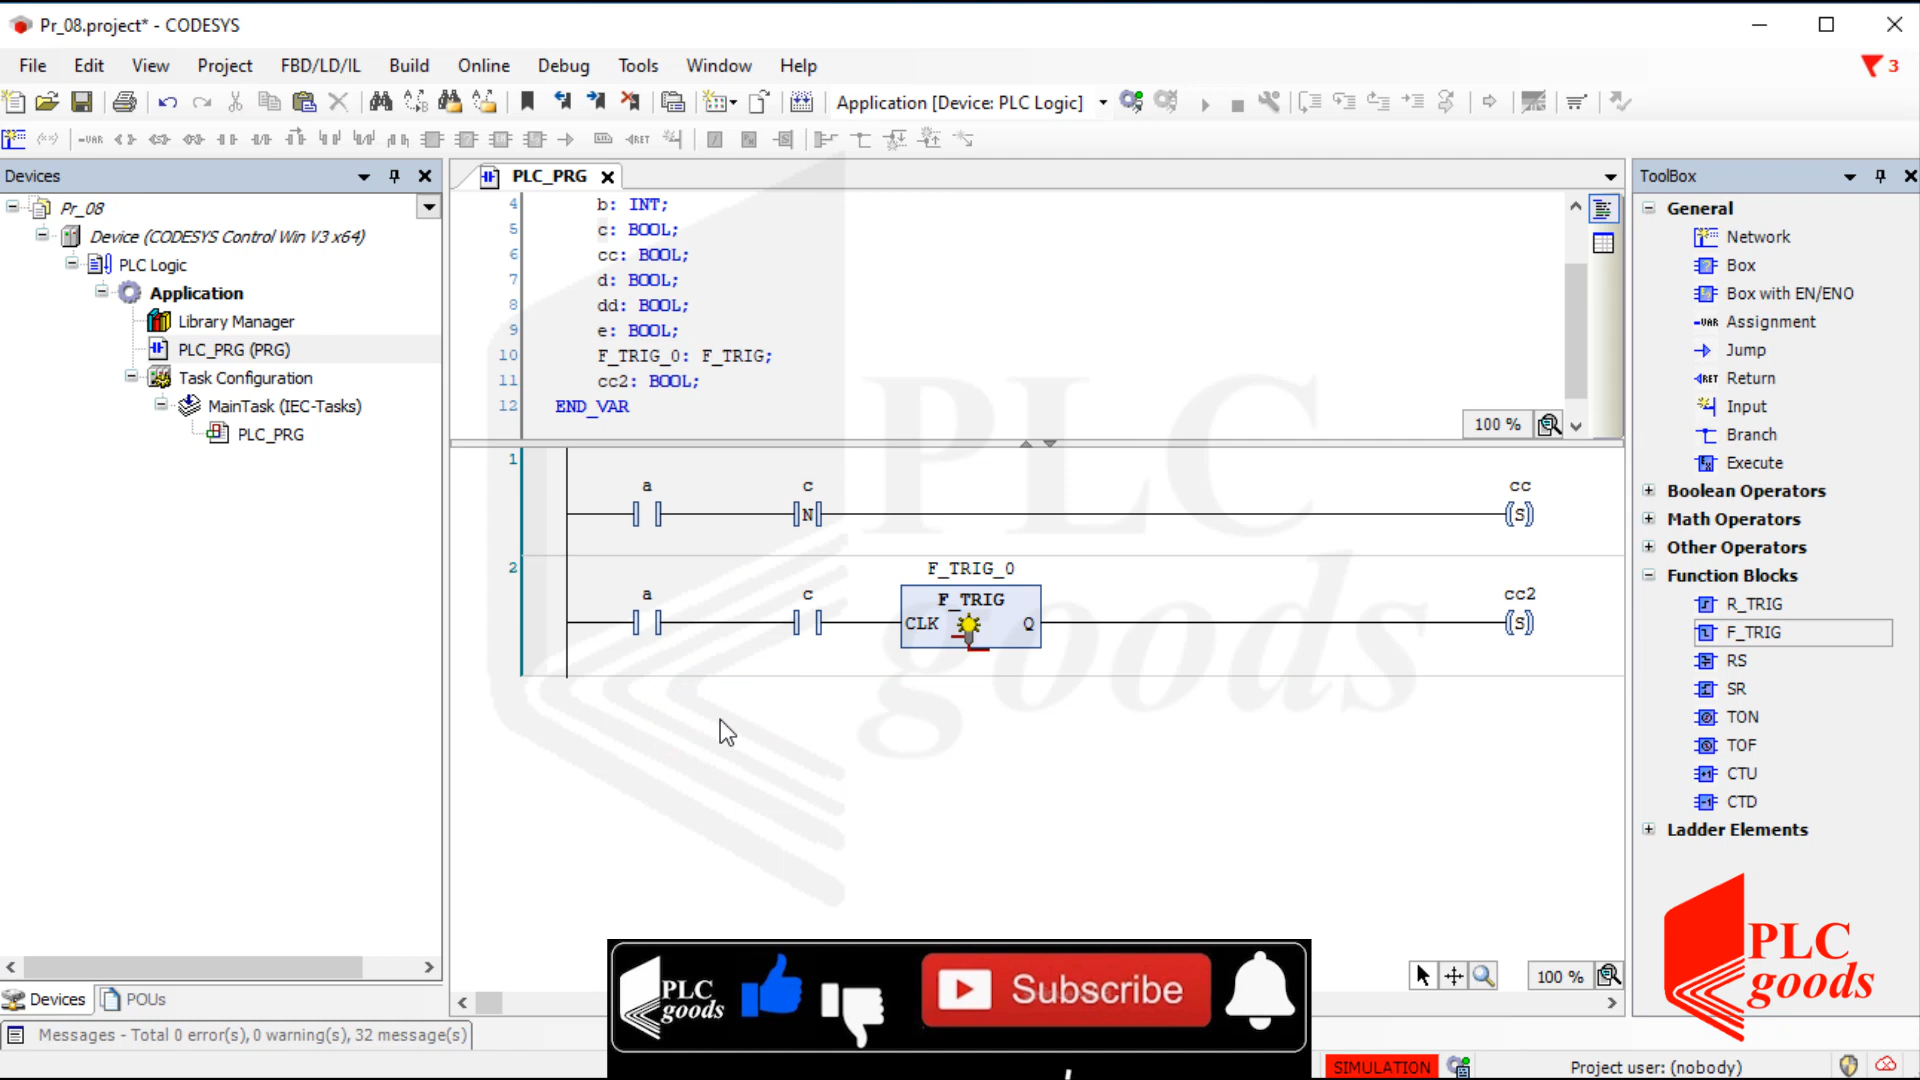 Pr_08.project* - CODESYS
File Edit View Project FBD/LD/IL Build Online Debug Tools Window Help
3
Application [Device: PLC Logic]
Devices
Pr_08
Device (CODESYS Control Win V3 x64)
PLC Logic
Application
Library Manager
PLC_PRG (PRG)
Task Configuration
MainTask (IEC-Tasks)
PLC_PRG
Devices
POUs
Messages - Total 0 error(s), 0 warning(s), 32 message(s)
PLC_PRG
4 b: INT;
5 c: BOOL;
6 cc: BOOL;
7 d: BOOL;
8 dd: BOOL;
9 e: BOOL;
10 F_TRIG_0: F_TRIG;
11 cc2: BOOL;
12 END_VAR
100 %
1
a c cc
N S
2
F_TRIG_0
a c cc2
F_TRIG
CLK Q S
PLC
goods
100 %
ToolBox
General
Network
Box
Box with EN/ENO
-VAR Assignment
Jump
RET Return
Input
Branch
Execute
Boolean Operators
Math Operators
Other Operators
Function Blocks
R_TRIG
F_TRIG
RS
SR
TON
TOF
CTU
CTD
Ladder Elements
PLC
goods
PLC
goods
Subscribe
SIMULATION
Project user: (nobody)